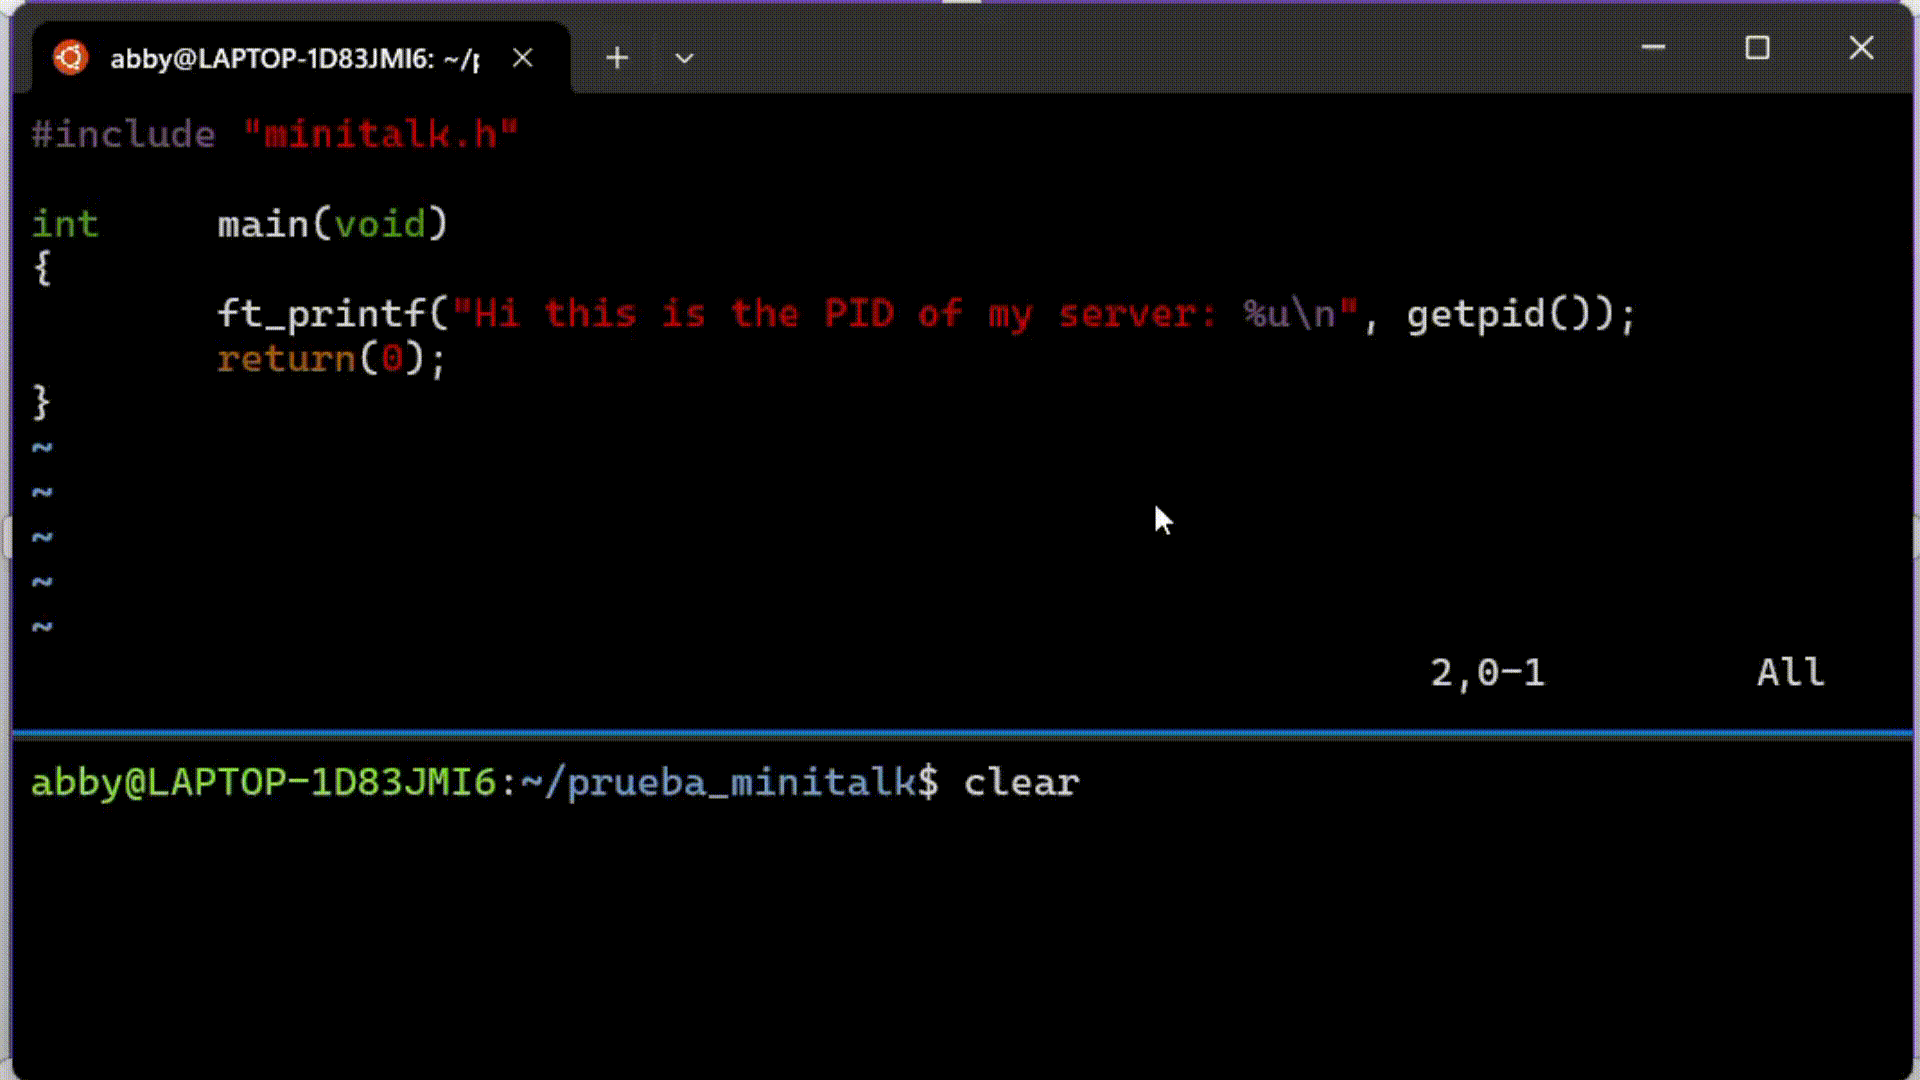 abby@LAPTOP-1D83JMI6: ~/p
#include "minitalk.h"
int main(void)
{
ft_printf("Hi this is the PID of my server: %u\n", getpid());
return(0);
}
~
~
~
~
~
2,0-1 All
abby@LAPTOP-1D83JMI6:~/prueba_minitalk$ clear